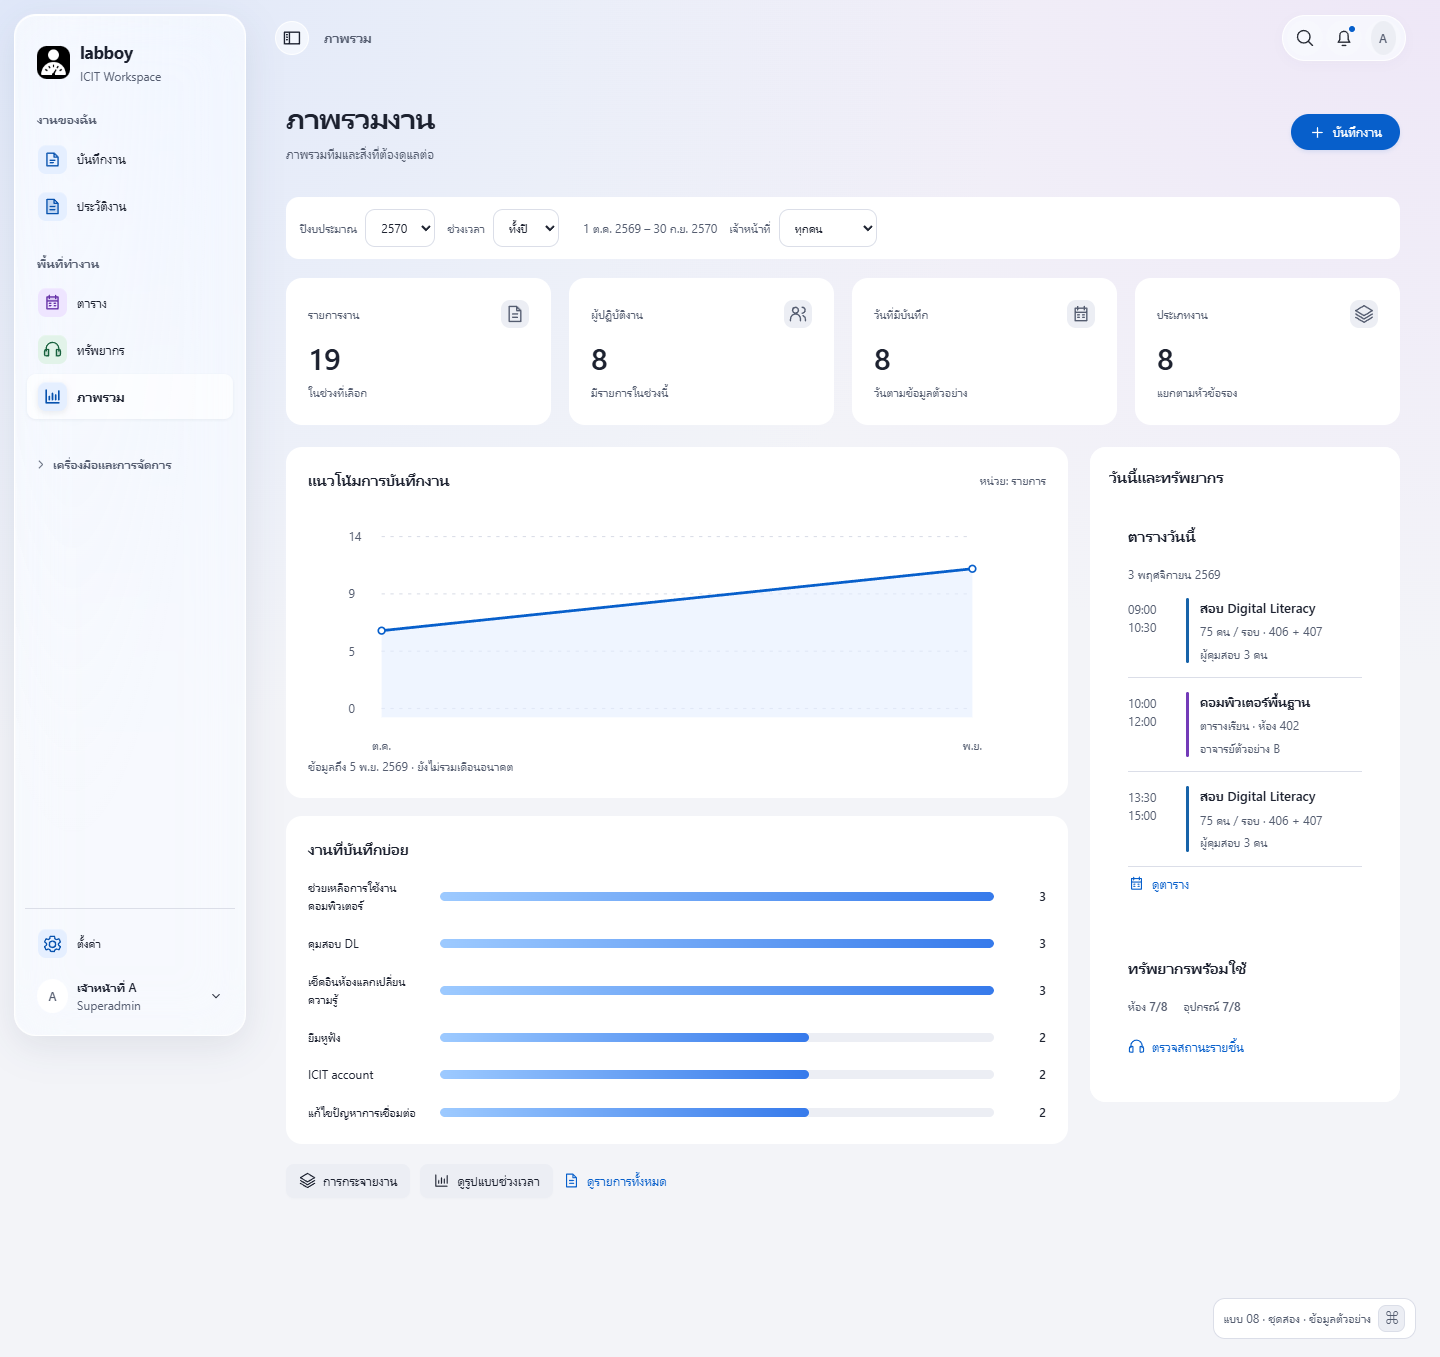 labboy
ICIT Workspace
งานของฉัน
บันทึกงาน
ประวัติงาน
พื้นที่ทำงาน
ตาราง
ทรัพยากร
ภาพรวม
เครื่องมือและการจัดการ
ตั้งค่า
A
เจ้าหน้าที่ A
Superadmin
ภาพรวม
A
ภาพรวมงาน
ภาพรวมทีมและสิ่งที่ต้องดูแลต่อ
บันทึกงาน
ปีงบประมาณ 2570 ช่วงเวลา ทั้งปี 1 ต.ค. 2569 – 30 ก.ย. 2570 เจ้าหน้าที่ ทุกคน
รายการงาน
19
ในช่วงที่เลือก
ผู้ปฏิบัติงาน
8
มีรายการในช่วงนี้
วันที่มีบันทึก
8
วันตามข้อมูลตัวอย่าง
ประเภทงาน
8
แยกตามหัวข้อรอง
แนวโน้มการบันทึกงาน
หน่วย: รายการ
14
9
5
0
ต.ค. พ.ย.
ข้อมูลถึง 5 พ.ย. 2569 · ยังไม่รวมเดือนอนาคต
งานที่บันทึกบ่อย
ช่วยเหลือการใช้งาน
คอมพิวเตอร์
3
คุมสอบ DL 3
เช็คอินห้องแลกเปลี่ยน
ความรู้
3
ยืมหูฟัง 2
ICIT account 2
แก้ไขปัญหาการเชื่อมต่อ 2
การกระจายงาน
ดูรูปแบบช่วงเวลา
ดูรายการทั้งหมด
วันนี้และทรัพยากร
ตารางวันนี้
3 พฤศจิกายน 2569
09:00
10:30
สอบ Digital Literacy
75 คน / รอบ · 406 + 407
ผู้คุมสอบ 3 คน
10:00
12:00
คอมพิวเตอร์พื้นฐาน
ตารางเรียน · ห้อง 402
อาจารย์ตัวอย่าง B
13:30
15:00
สอบ Digital Literacy
75 คน / รอบ · 406 + 407
ผู้คุมสอบ 3 คน
ดูตาราง
ทรัพยากรพร้อมใช้
ห้อง 7/8 อุปกรณ์ 7/8
ตรวจสถานะรายชิ้น
แบบ 08 · ชุดสอง · ข้อมูลตัวอย่าง ⌘